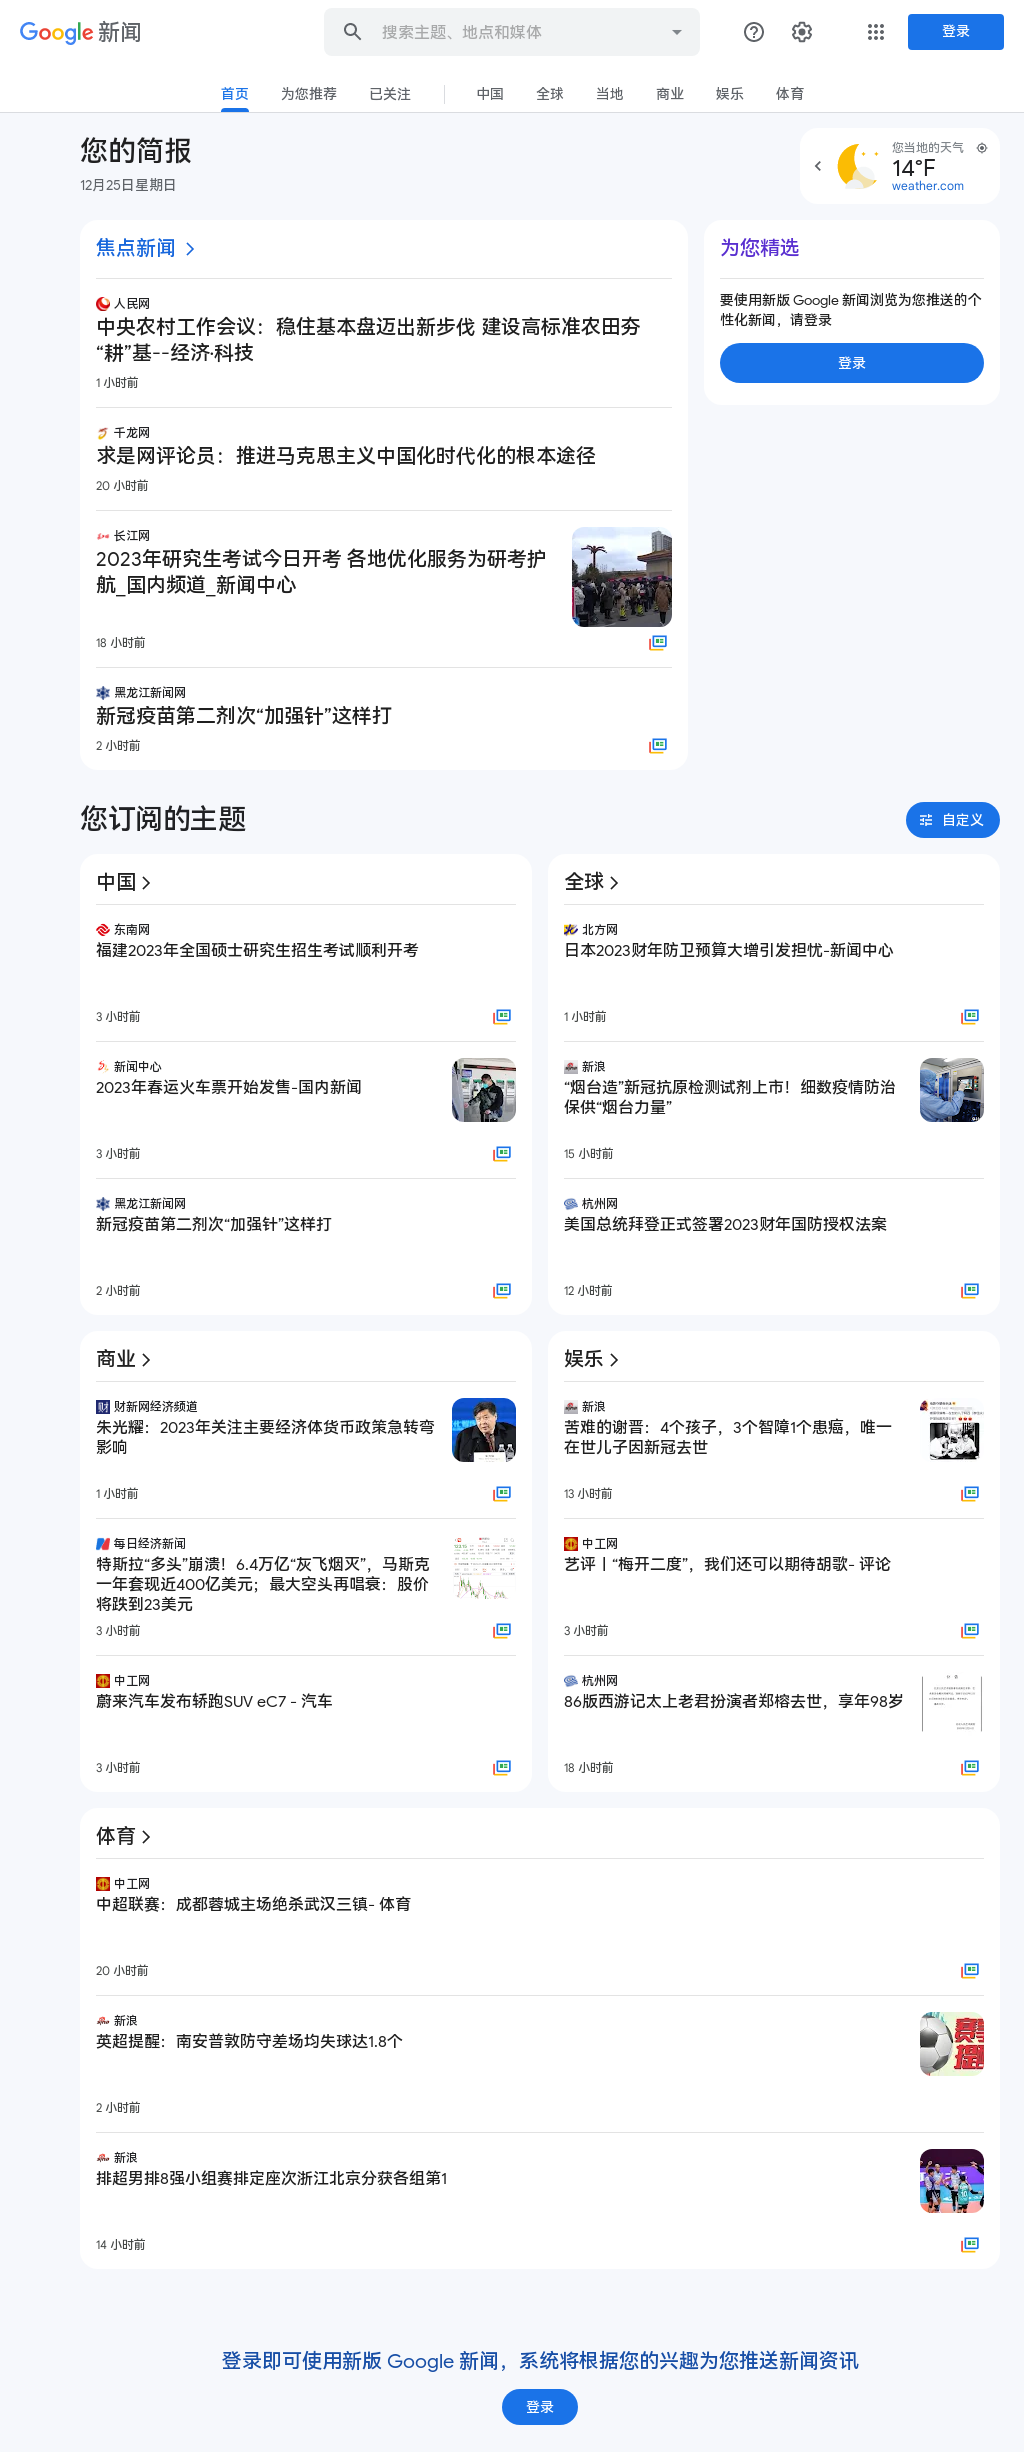 Google 新闻
搜索主题、地点和媒体
登录
首页
为您推荐
已关注
中国
全球
当地
商业
娱乐
体育
您的简报
12月25日星期日
您当地的天气
14°F
weather.com
焦点新闻
人民网
中央农村工作会议：稳住基本盘迈出新步伐 建设高标准农田夯
“耕”基--经济·科技
1 小时前
千龙网
求是网评论员：推进马克思主义中国化时代化的根本途径
20 小时前
长江网
2023年研究生考试今日开考 各地优化服务为研考护
航_国内频道_新闻中心
18 小时前
黑龙江新闻网
新冠疫苗第二剂次“加强针”这样打
2 小时前
为您精选
要使用新版 Google 新闻浏览为您推送的个
性化新闻，请登录
登录
您订阅的主题
自定义
中国
东南网
福建2023年全国硕士研究生招生考试顺利开考
3 小时前
新闻中心
2023年春运火车票开始发售-国内新闻
3 小时前
黑龙江新闻网
新冠疫苗第二剂次“加强针”这样打
2 小时前
全球
北方网
日本2023财年防卫预算大增引发担忧-新闻中心
1 小时前
新浪
“烟台造”新冠抗原检测试剂上市！细数疫情防治
保供“烟台力量”
15 小时前
杭州网
美国总统拜登正式签署2023财年国防授权法案
12 小时前
商业
财
财新网经济频道
朱光耀：2023年关注主要经济体货币政策急转弯
影响
1 小时前
每日经济新闻
特斯拉“多头”崩溃！6.4万亿“灰飞烟灭”，马斯克
一年套现近400亿美元；最大空头再唱衰：股价
将跌到23美元
3 小时前
中工网
蔚来汽车发布轿跑SUV eC7 - 汽车
3 小时前
娱乐
新浪
苦难的谢晋：4个孩子，3个智障1个患癌，唯一
在世儿子因新冠去世
13 小时前
中工网
艺评丨“梅开二度”，我们还可以期待胡歌- 评论
3 小时前
杭州网
86版西游记太上老君扮演者郑榕去世，享年98岁
18 小时前
体育
中工网
中超联赛：成都蓉城主场绝杀武汉三镇- 体育
20 小时前
新浪
英超提醒：南安普敦防守差场均失球达1.8个
2 小时前
新浪
排超男排8强小组赛排定座次浙江北京分获各组第1
14 小时前
登录即可使用新版 Google 新闻，系统将根据您的兴趣为您推送新闻资讯
登录